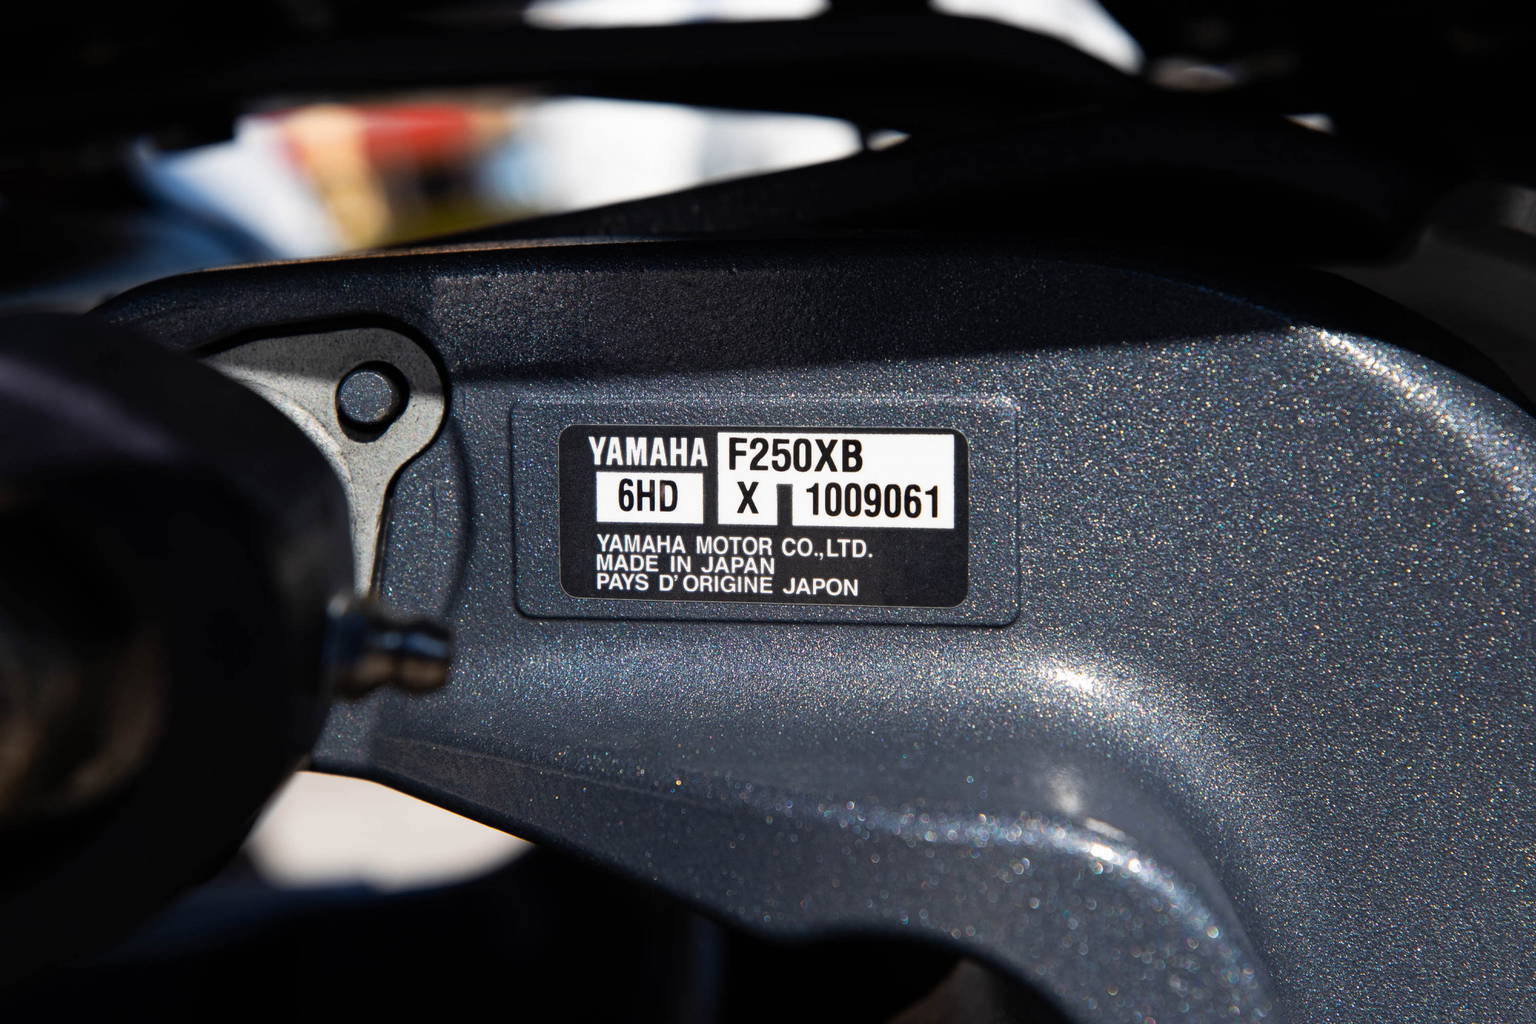 YAMAHA F250XB
6HD X 1009061
YAMAHA MOTOR CO.,LTD.
MADE IN JAPAN
PAYS D'ORIGINE JAPON